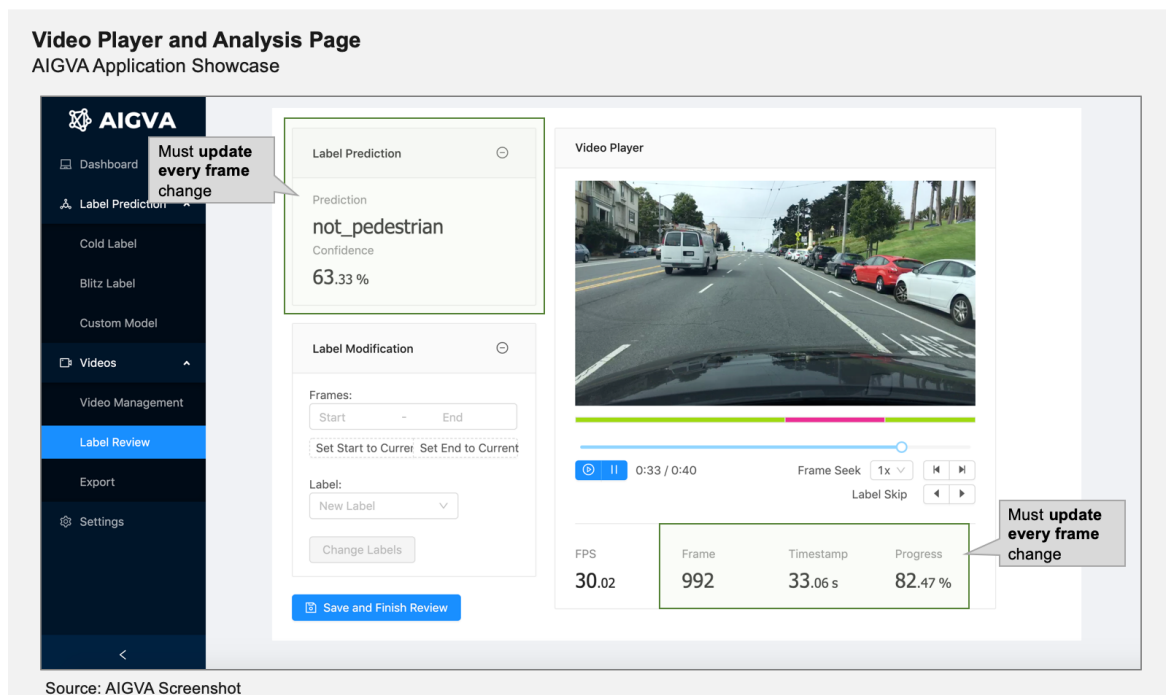 Video Player and Analysis Page
AIGVA Application Showcase
AIGVA
Dashboard
Label Prediction
Cold Label
Blitz Label
Custom Model
Videos
Video Management
Label Review
Export
Settings
Must update
every frame
change
Label Prediction
Prediction
not_pedestrian
Confidence
63.33 %
Label Modification
Frames:
Start - End
Set Start to Currer Set End to Current
Label:
New Label
Change Labels
Save and Finish Review
Video Player
0:33 / 0:40
Frame Seek 1x
Label Skip
FPS Frame Timestamp Progress
30.02 992 33.06 s 82.47 %
Must update
every frame
change
Source: AIGVA Screenshot